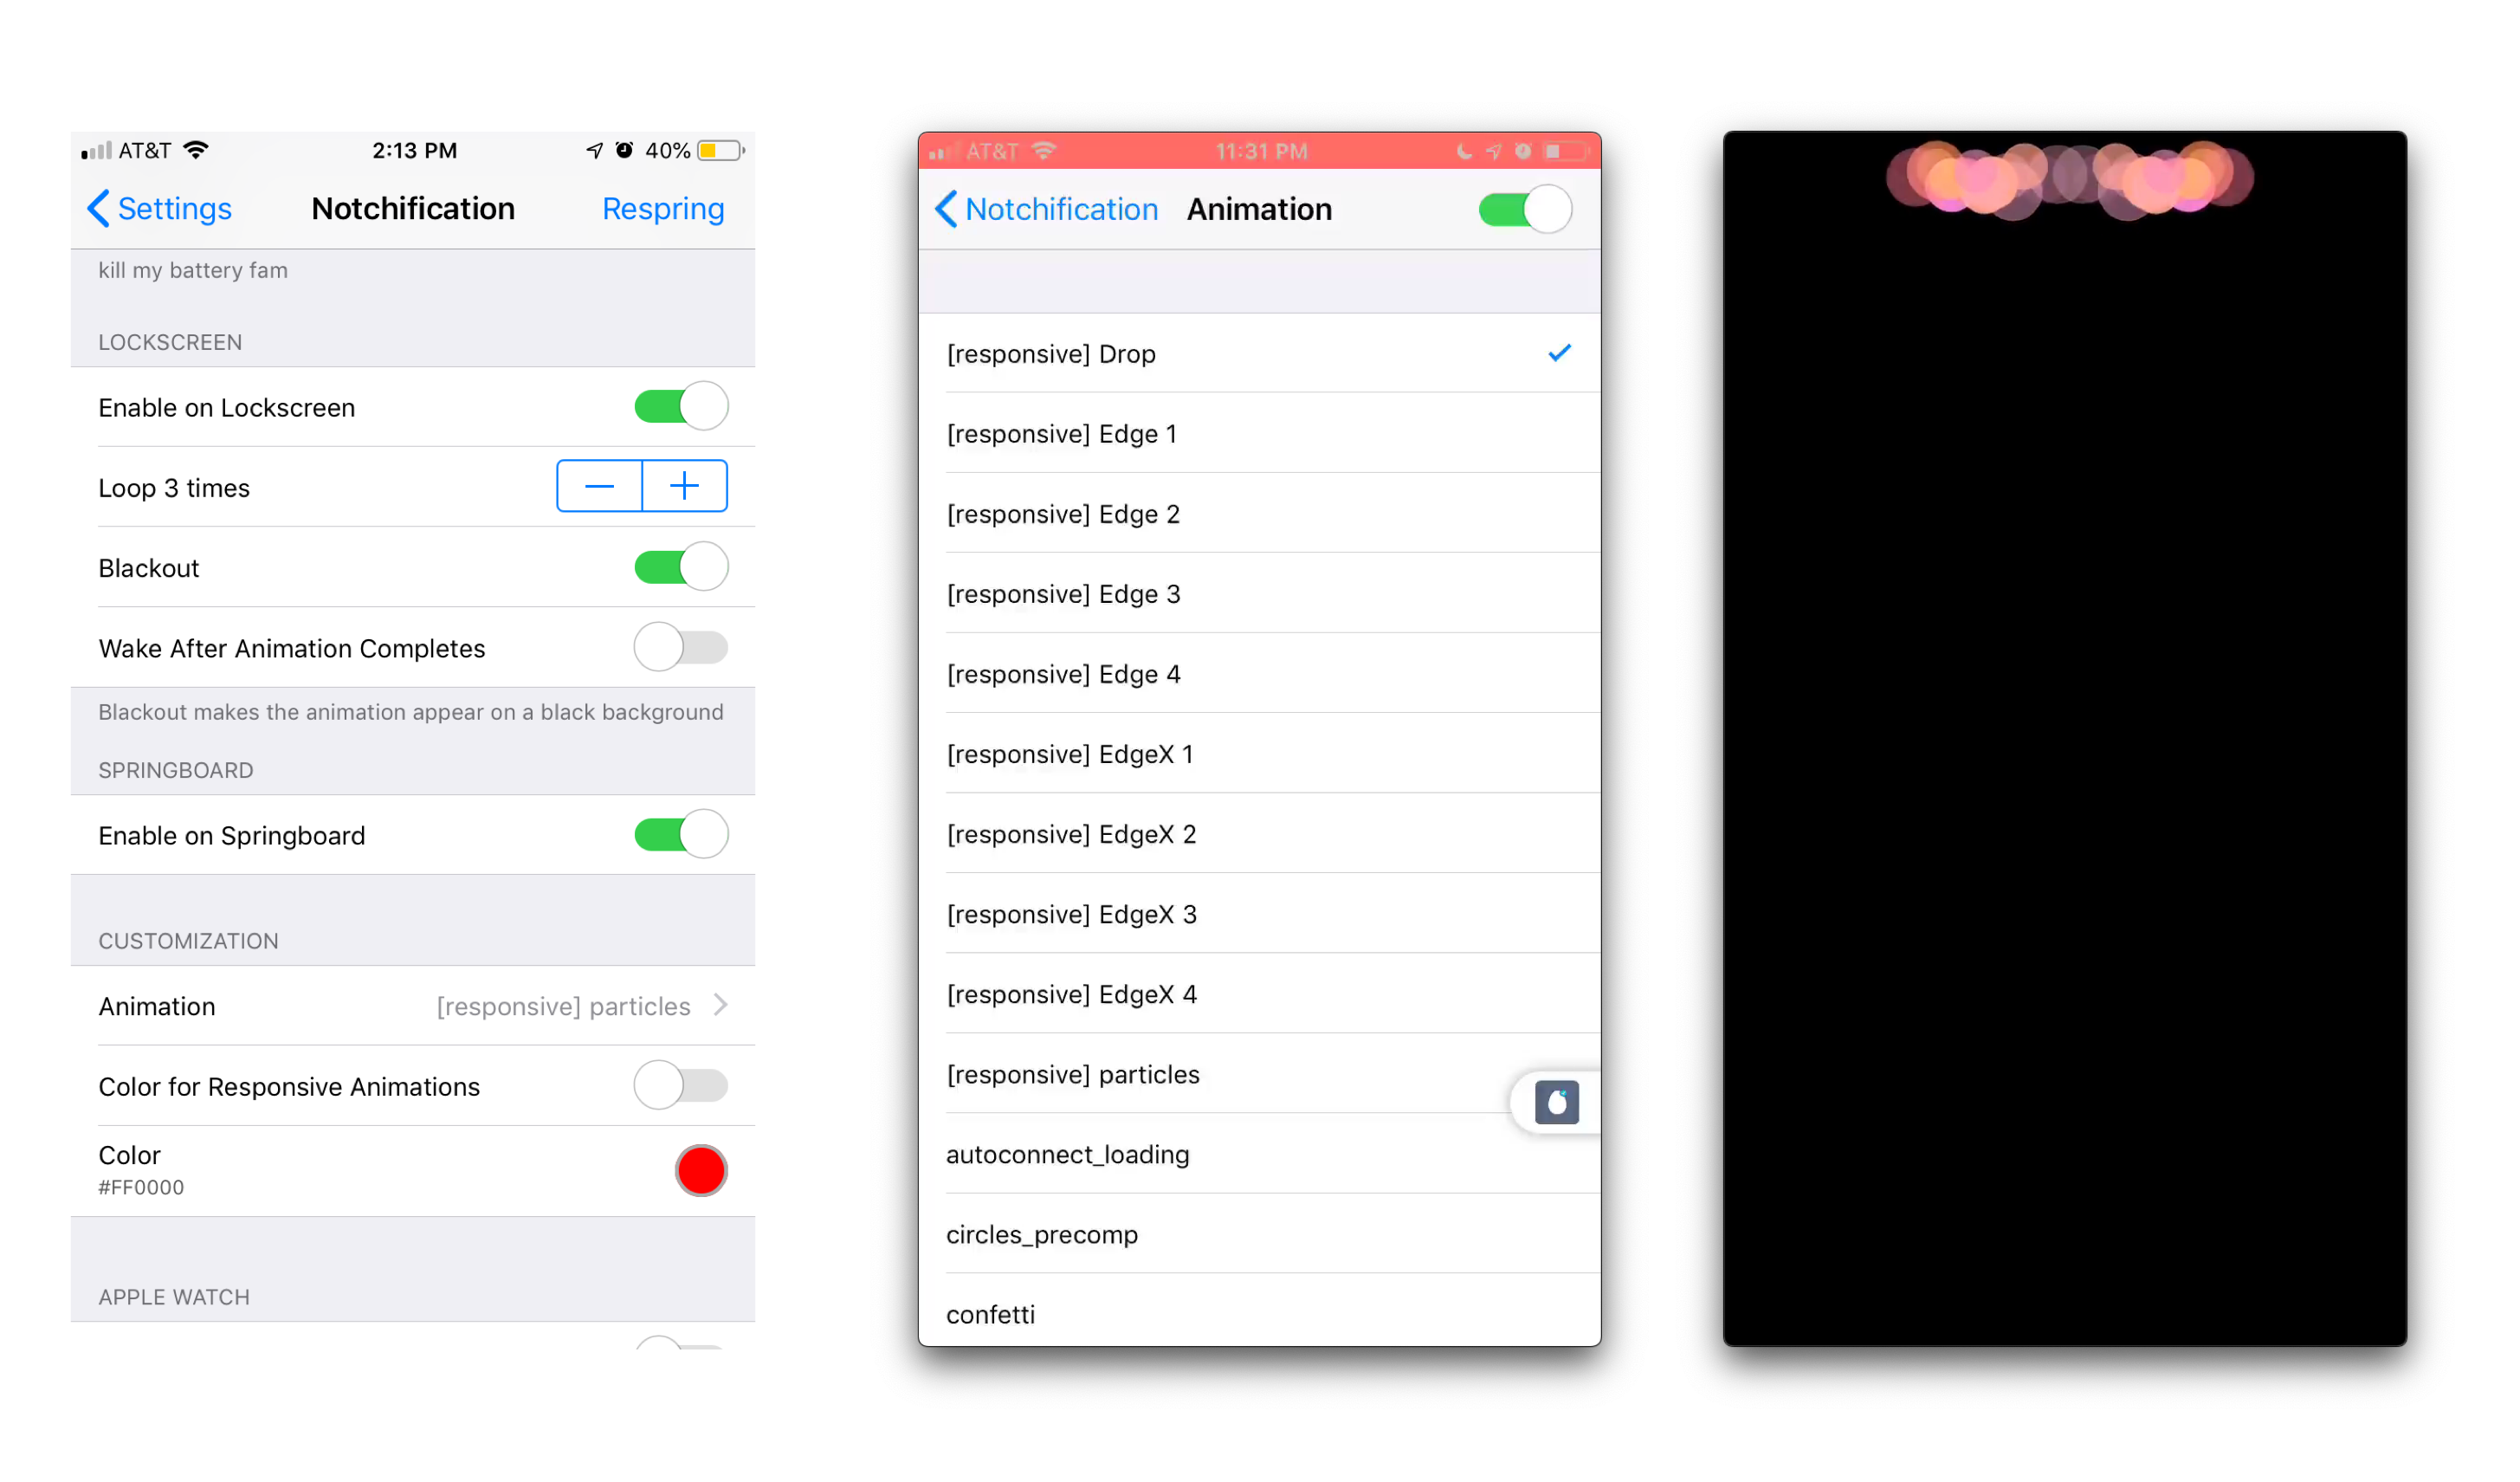 AT&T 2:13 PM 40%
Settings Notchification Respring
kill my battery fam
LOCKSCREEN
Enable on Lockscreen
Loop 3 times
Blackout
Wake After Animation Completes
Blackout makes the animation appear on a black background
SPRINGBOARD
Enable on Springboard
CUSTOMIZATION
Animation [responsive] particles
Color for Responsive Animations
Color
#FF0000
APPLE WATCH
AT&T 11:31 PM
Notchification Animation
[responsive] Drop
[responsive] Edge 1
[responsive] Edge 2
[responsive] Edge 3
[responsive] Edge 4
[responsive] EdgeX 1
[responsive] EdgeX 2
[responsive] EdgeX 3
[responsive] EdgeX 4
[responsive] particles
autoconnect_loading
circles_precomp
confetti